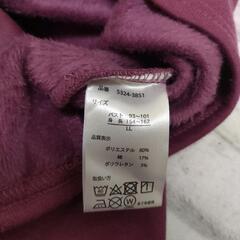 品番 5324-3851
サイズ
バスト 93~101
身長 154~162
LL
品質表示
ポリエステル 80%
綿 17%
ポリウレタン 3%
取扱い方